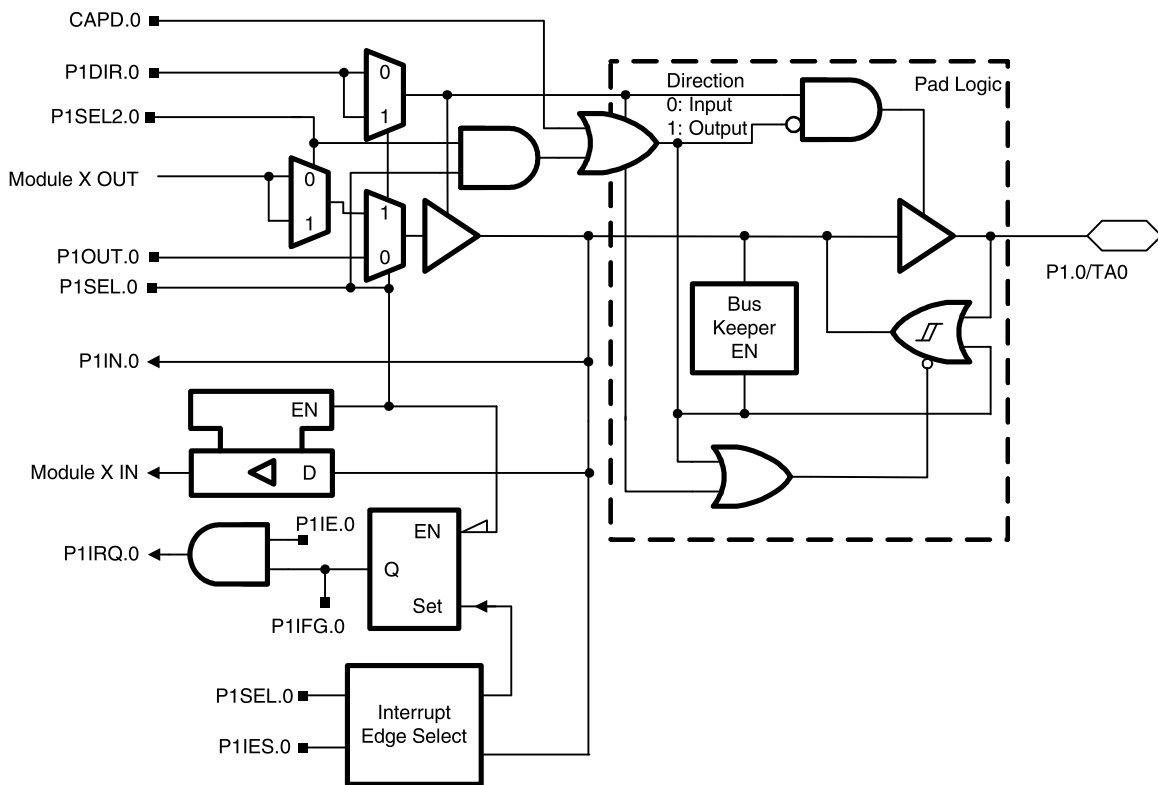 CAPD.0
P1DIR.0
0
Direction
0: Input
1: Output
Pad Logic
P1SEL2.0
1
Module X OUT
0
1
1
P1OUT.0
0
P1SEL.0
P1.0/TA0
Bus
Keeper
EN
P1IN.0
EN
Module X IN
D
P1IE.0
EN
P1IRQ.0
Q
Set
P1IFG.0
P1SEL.0
Interrupt
Edge Select
P1IES.0